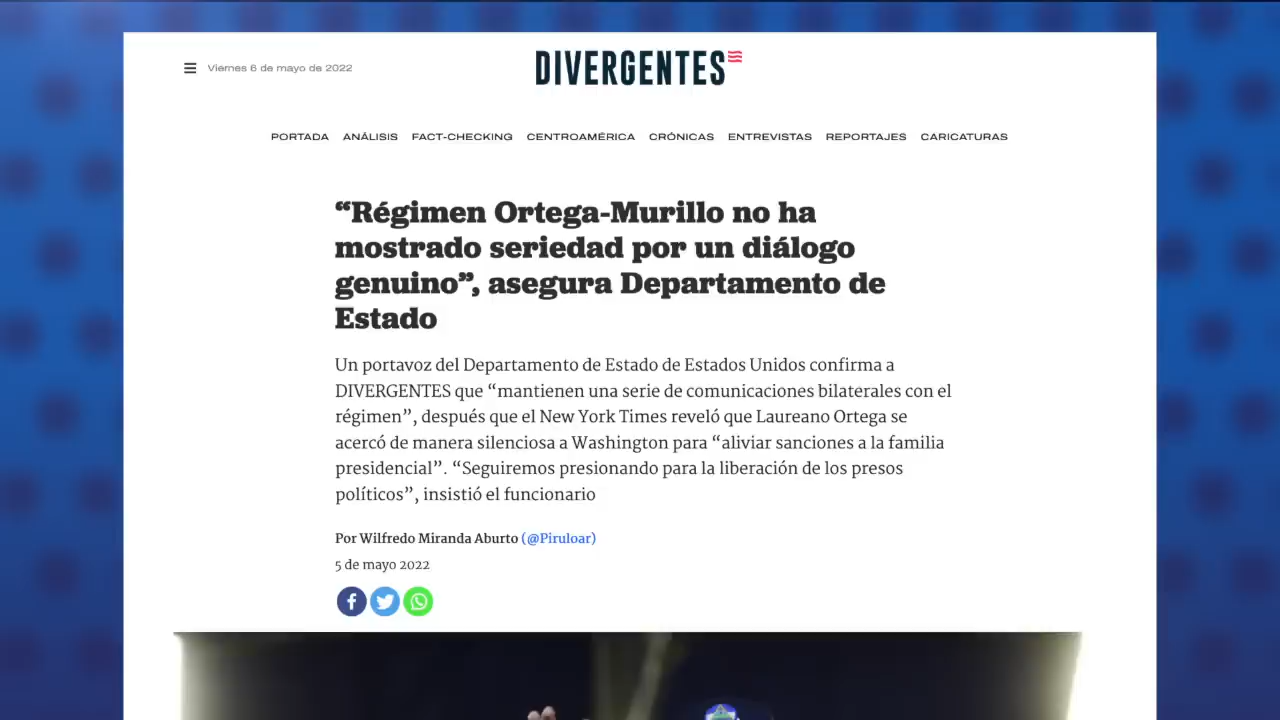 Viernes 6 de mayo de 2022
DIVERGENTES
PORTADA ANÁLISIS FACT-CHECKING CENTROAMÉRICA CRÓNICAS ENTREVISTAS REPORTAJES CARICATURAS
“Régimen Ortega-Murillo no ha
mostrado seriedad por un diálogo
genuino”, asegura Departamento de
Estado
Un portavoz del Departamento de Estado de Estados Unidos confirma a
DIVERGENTES que “mantienen una serie de comunicaciones bilaterales con el
régimen”, después que el New York Times reveló que Laureano Ortega se
acercó de manera silenciosa a Washington para “aliviar sanciones a la familia
presidencial”. “Seguiremos presionando para la liberación de los presos
políticos”, insistió el funcionario
Por Wilfredo Miranda Aburto (@Piruloar)
5 de mayo 2022